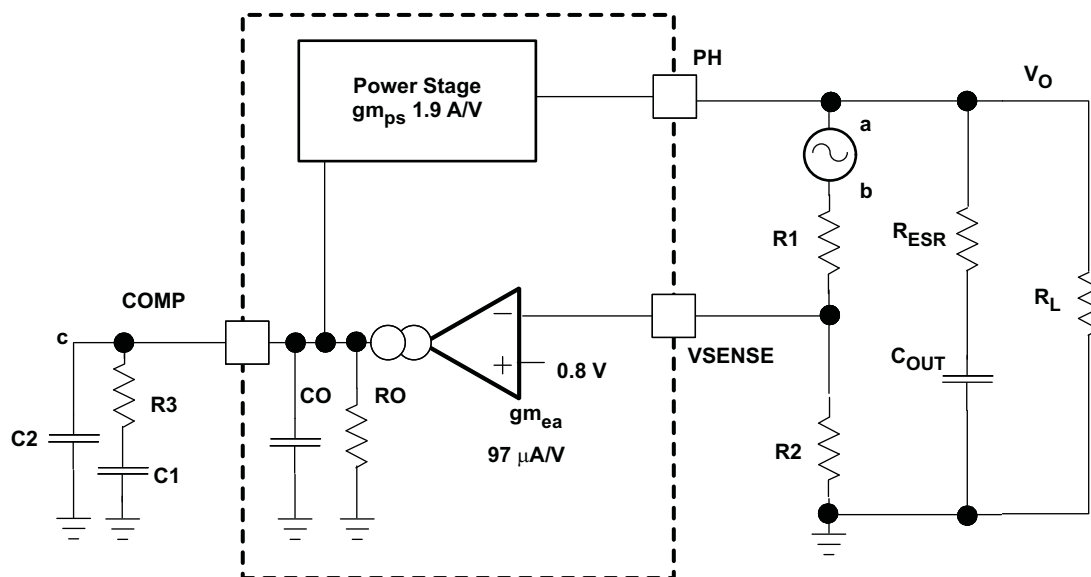 PH
Power Stage
gm_ps 1.9 A/V
V_O
a
b
R1
R_ESR
R_L
COMP
c
−
+
0.8 V
VSENSE
C_OUT
R3
CO
RO
gm_ea
C2
C1
97 μA/V
R2